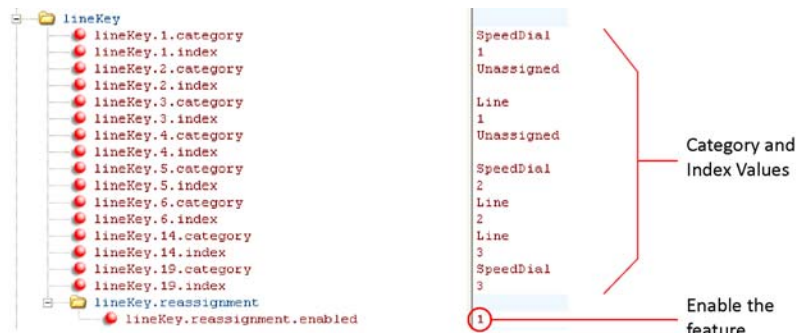 lineKey
lineKey.1.category SpeedDial
lineKey.1.index 1
lineKey.2.category Unassigned
lineKey.2.index
lineKey.3.category Line
lineKey.3.index 1
lineKey.4.category Unassigned
lineKey.4.index
lineKey.5.category SpeedDial
lineKey.5.index 2
lineKey.6.category Line
lineKey.6.index 2
lineKey.14.category Line
lineKey.14.index 3
lineKey.19.category SpeedDial
lineKey.19.index 3
lineKey.reassignment
lineKey.reassignment.enabled 1
Category and
Index Values
Enable the
feature